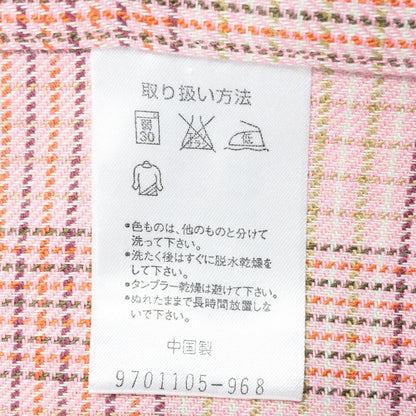 取り扱い方法
弱
30
エンソ
サラシ
低
●色ものは、他のものと分けて
洗って下さい。
●洗たく後はすぐに脱水乾燥を
して下さい。
●タンブラー乾燥は避けて下さい。
●ぬれたままで長時間放置しな
いで下さい。
中国製
9701105-968